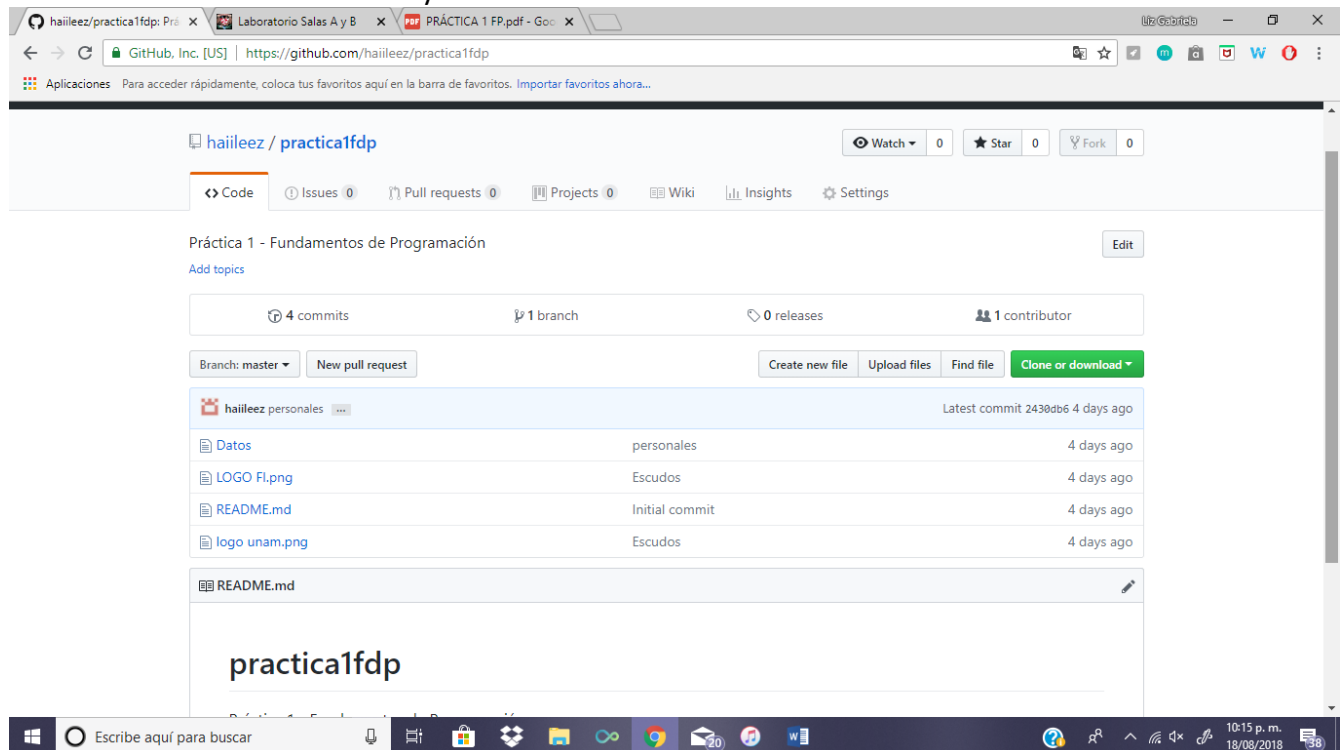 haiileez/practica1fdp: Prá
Laboratorio Salas A y B
PDF PRÁCTICA 1 FP.pdf - Goo
Liz Gabriela
GitHub, Inc. [US] | https://github.com/haiileez/practica1fdp
Aplicaciones Para acceder rápidamente, coloca tus favoritos aquí en la barra de favoritos. Importar favoritos ahora...
haiileez / practica1fdp
Watch 0 Star 0 Fork 0
<> Code Issues 0 Pull requests 0 Projects 0 Wiki Insights Settings
Práctica 1 - Fundamentos de Programación Edit
Add topics
4 commits 1 branch 0 releases 1 contributor
Branch: master New pull request Create new file Upload files Find file Clone or download
haiileez personales ... Latest commit 2430db6 4 days ago
Datos personales 4 days ago
LOGO FI.png Escudos 4 days ago
README.md Initial commit 4 days ago
logo unam.png Escudos 4 days ago
README.md
practica1fdp
Práctica 1 - Fundamentos de Programación
Escribe aquí para buscar 20 10:15 p. m.
18/08/2018 38